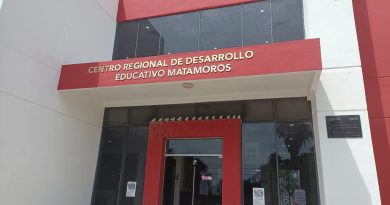 CENTRO REGIONAL DE DESARROLLO
EDUCATIVO MATAMOROS